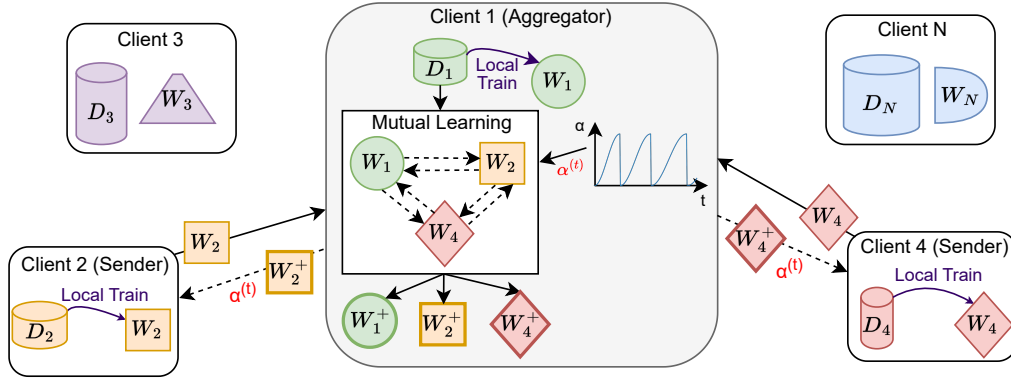 Client 3
D₃
W₃
Client 1 (Aggregator)
D₁
Local
Train
W₁
Mutual Learning
W₁
W₂
W₄
α
α⁽ᵗ⁾
t
W₁⁺
W₂⁺
W₄⁺
Client N
D_N
W_N
W₂
W₂⁺
α⁽ᵗ⁾
Client 2 (Sender)
Local Train
D₂
W₂
W₄
W₄⁺
α⁽ᵗ⁾
Client 4 (Sender)
Local Train
D₄
W₄